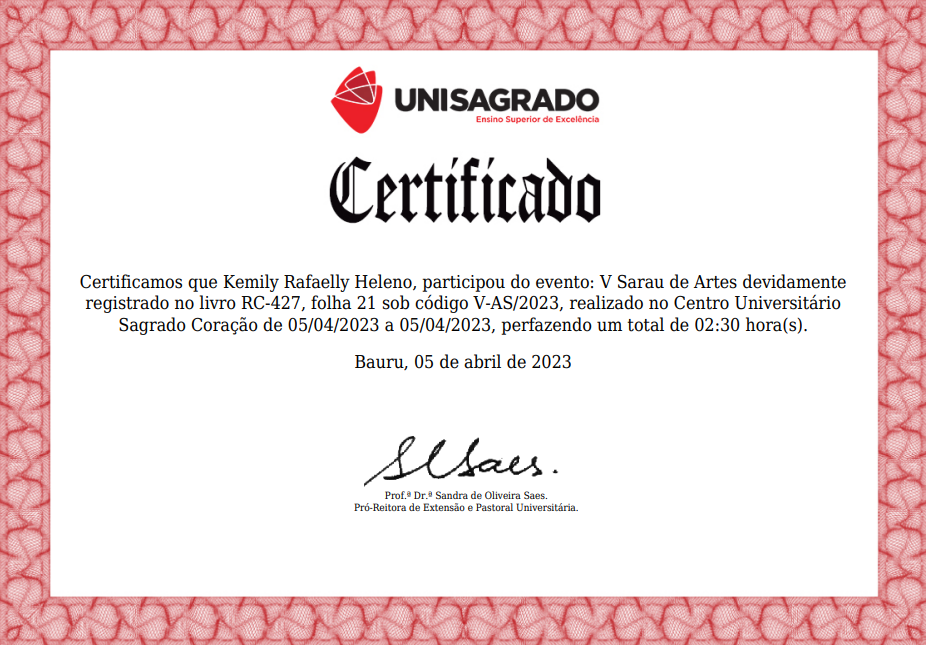 UNISAGRADO
Ensino Superior de Excelência
Certificado
Certificamos que Kemily Rafaelly Heleno, participou do evento: V Sarau de Artes devidamente
registrado no livro RC-427, folha 21 sob código V-AS/2023, realizado no Centro Universitário
Sagrado Coração de 05/04/2023 a 05/04/2023, perfazendo um total de 02:30 hora(s).
Bauru, 05 de abril de 2023
SlSaes.
Prof.ª Dr.ª Sandra de Oliveira Saes.
Pró-Reitora de Extensão e Pastoral Universitária.